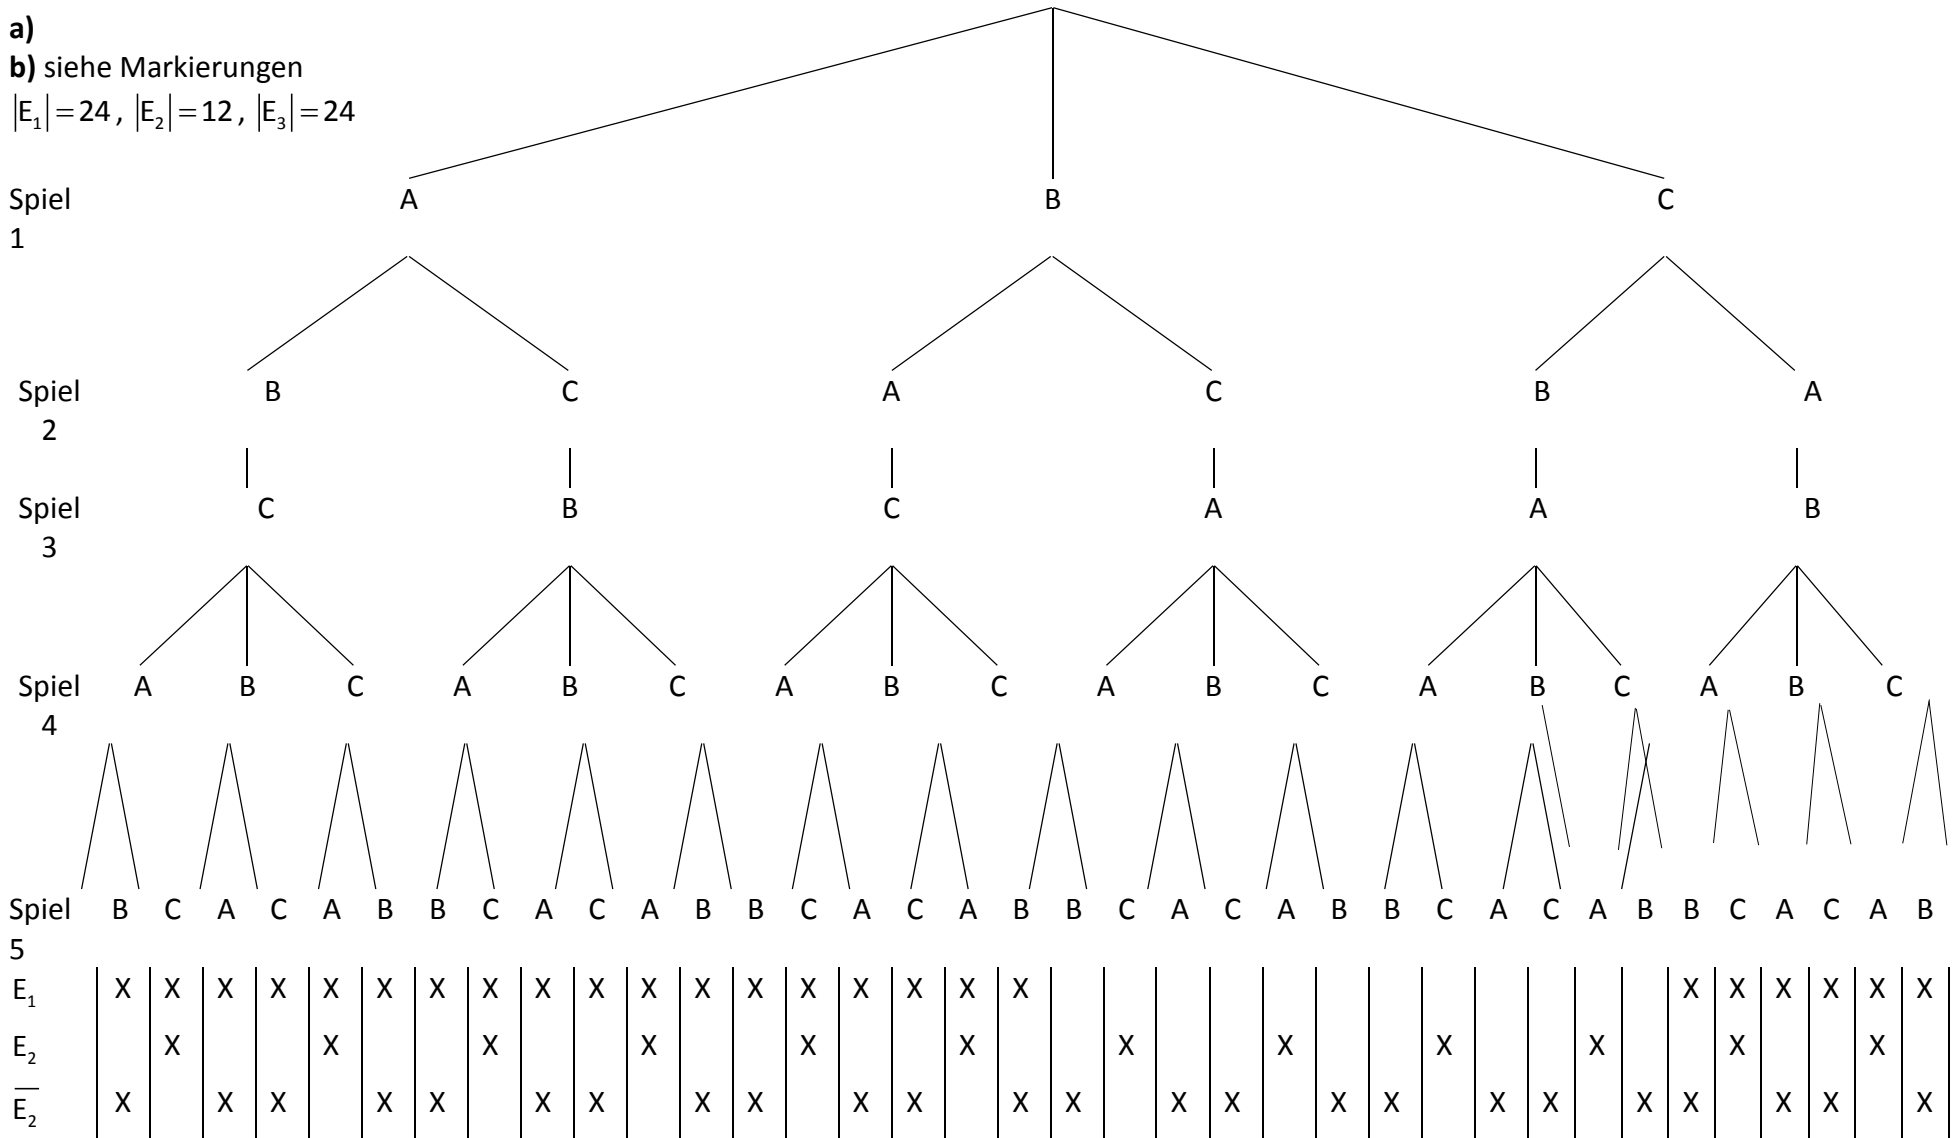 a)
b) siehe Markierungen
|E₁| = 24 , |E₂| = 12 , |E₃| = 24
Spiel A B C
1
Spiel B C A C B A
2
Spiel C B C A A B
3
Spiel A B C A B C A B C A B C A B C A B C
4
Spiel B C A C A B B C A C A B B C A C A B B C A C A B B C A C A B B C A C A B
5
E₁ X X X X X X X X X X X X X X X X X X X X X X X X
E₂ X X X X X X X X X X X X
E̅₂ X X X X X X X X X X X X X X X X X X X X X X X X